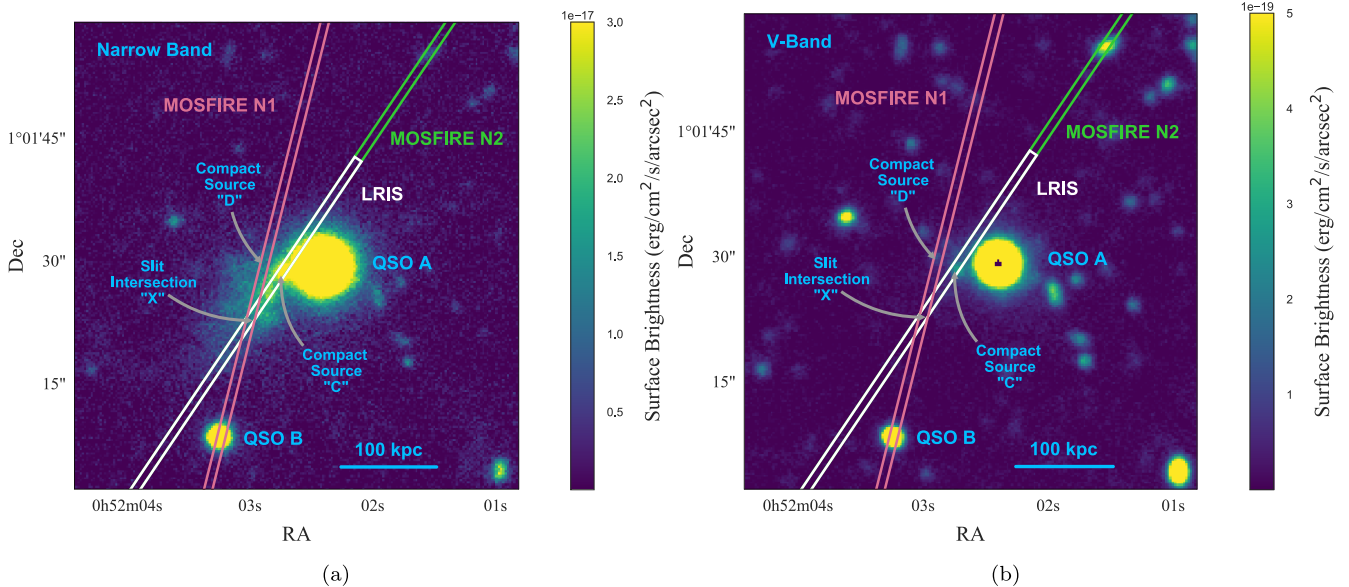 1e−17
Narrow Band
MOSFIRE N1
MOSFIRE N2
LRIS
Compact
Source
"D"
QSO A
Slit
Intersection
"X"
Compact
Source
"C"
QSO B
100 kpc
1°01'45"
30"
15"
Dec
0h52m04s
03s
02s
01s
RA
3.0
2.5
2.0
1.5
1.0
0.5
Surface Brightness (erg/cm²/s/arcsec²)
(a)
1e−19
V-Band
MOSFIRE N1
MOSFIRE N2
LRIS
Compact
Source
"D"
QSO A
Slit
Intersection
"X"
Compact
Source
"C"
QSO B
100 kpc
1°01'45"
30"
15"
Dec
0h52m04s
03s
02s
01s
RA
5
4
3
2
1
Surface Brightness (erg/cm²/s/arcsec²)
(b)